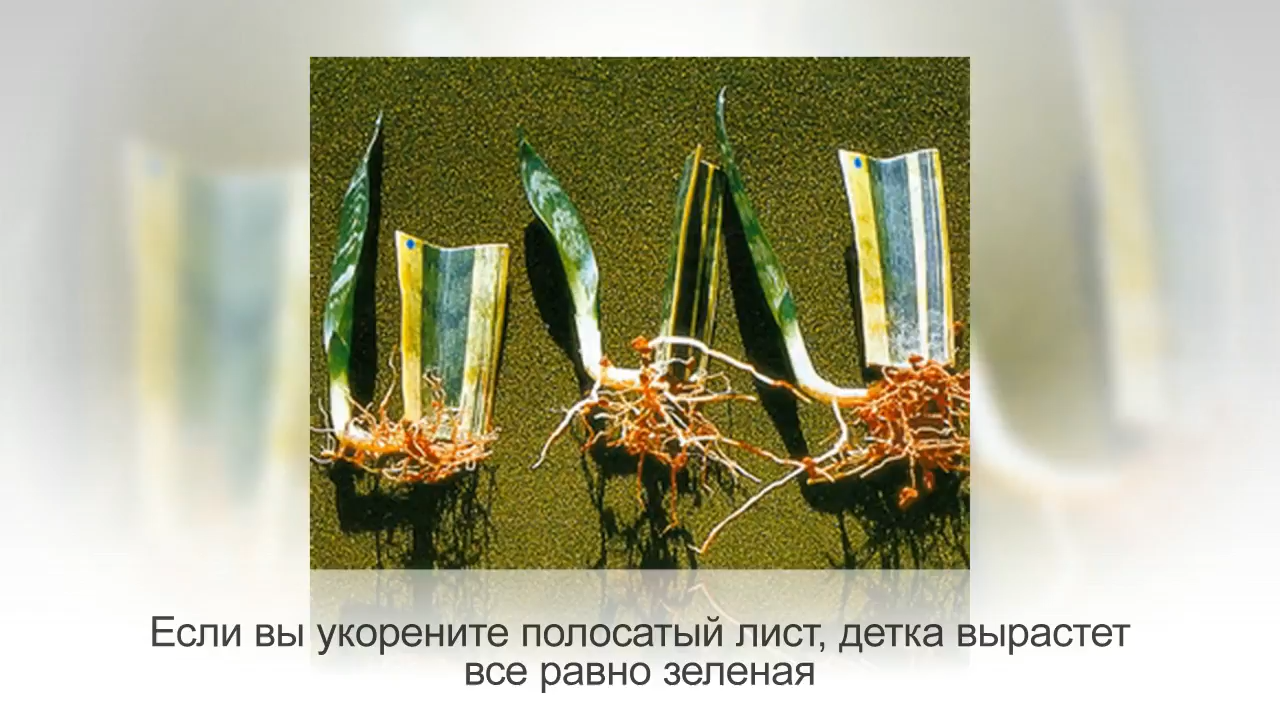 Если вы укорените полосатый лист, детка вырастет
все равно зеленая